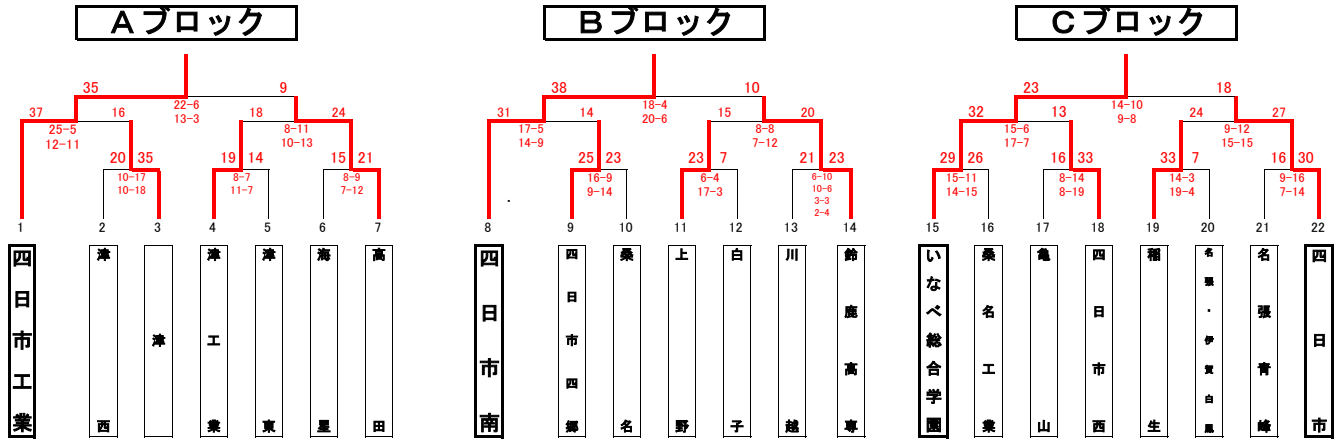 Aブロック
Bブロック
Cブロック
35 9
22-6
13-3
37 16 18 24
25-5
12-11
8-11
10-13
20 35 19 14 15 21
10-17
10-18
8-7
11-7
8-9
7-12
1 2 3 4 5 6 7
四日市工業
津西
津
津工業
津東
海星
高田
38 10
18-4
20-6
31 14 15 20
17-5
14-9
8-8
7-12
25 23 23 7 21 23
16-9
9-14
6-4
17-3
6-10
10-6
3-3
2-4
8 9 10 11 12 13 14
四日市南
四日市四郷
桑名
上野
白子
川越
鈴鹿高専
23 18
14-10
9-8
32 13 24 27
15-6
17-7
9-12
15-15
29 26 16 33 33 7 16 30
15-11
14-15
8-14
8-19
14-3
19-4
9-16
7-14
15 16 17 18 19 20 21 22
いなべ総合学園
桑名工業
亀山
四日市西
稲生
名張・伊賀白鳳
名張青峰
四日市